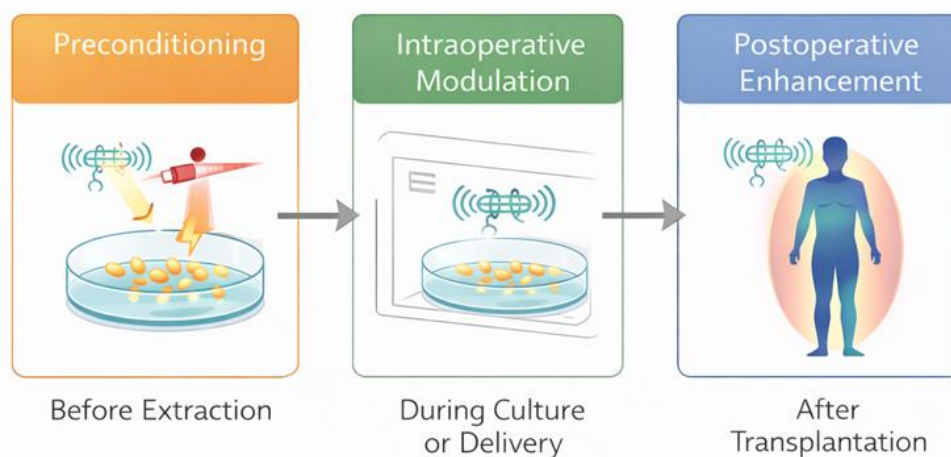 Preconditioning
Intraoperative
Modulation
Postoperative
Enhancement
Before Extraction
During Culture
or Delivery
After
Transplantation